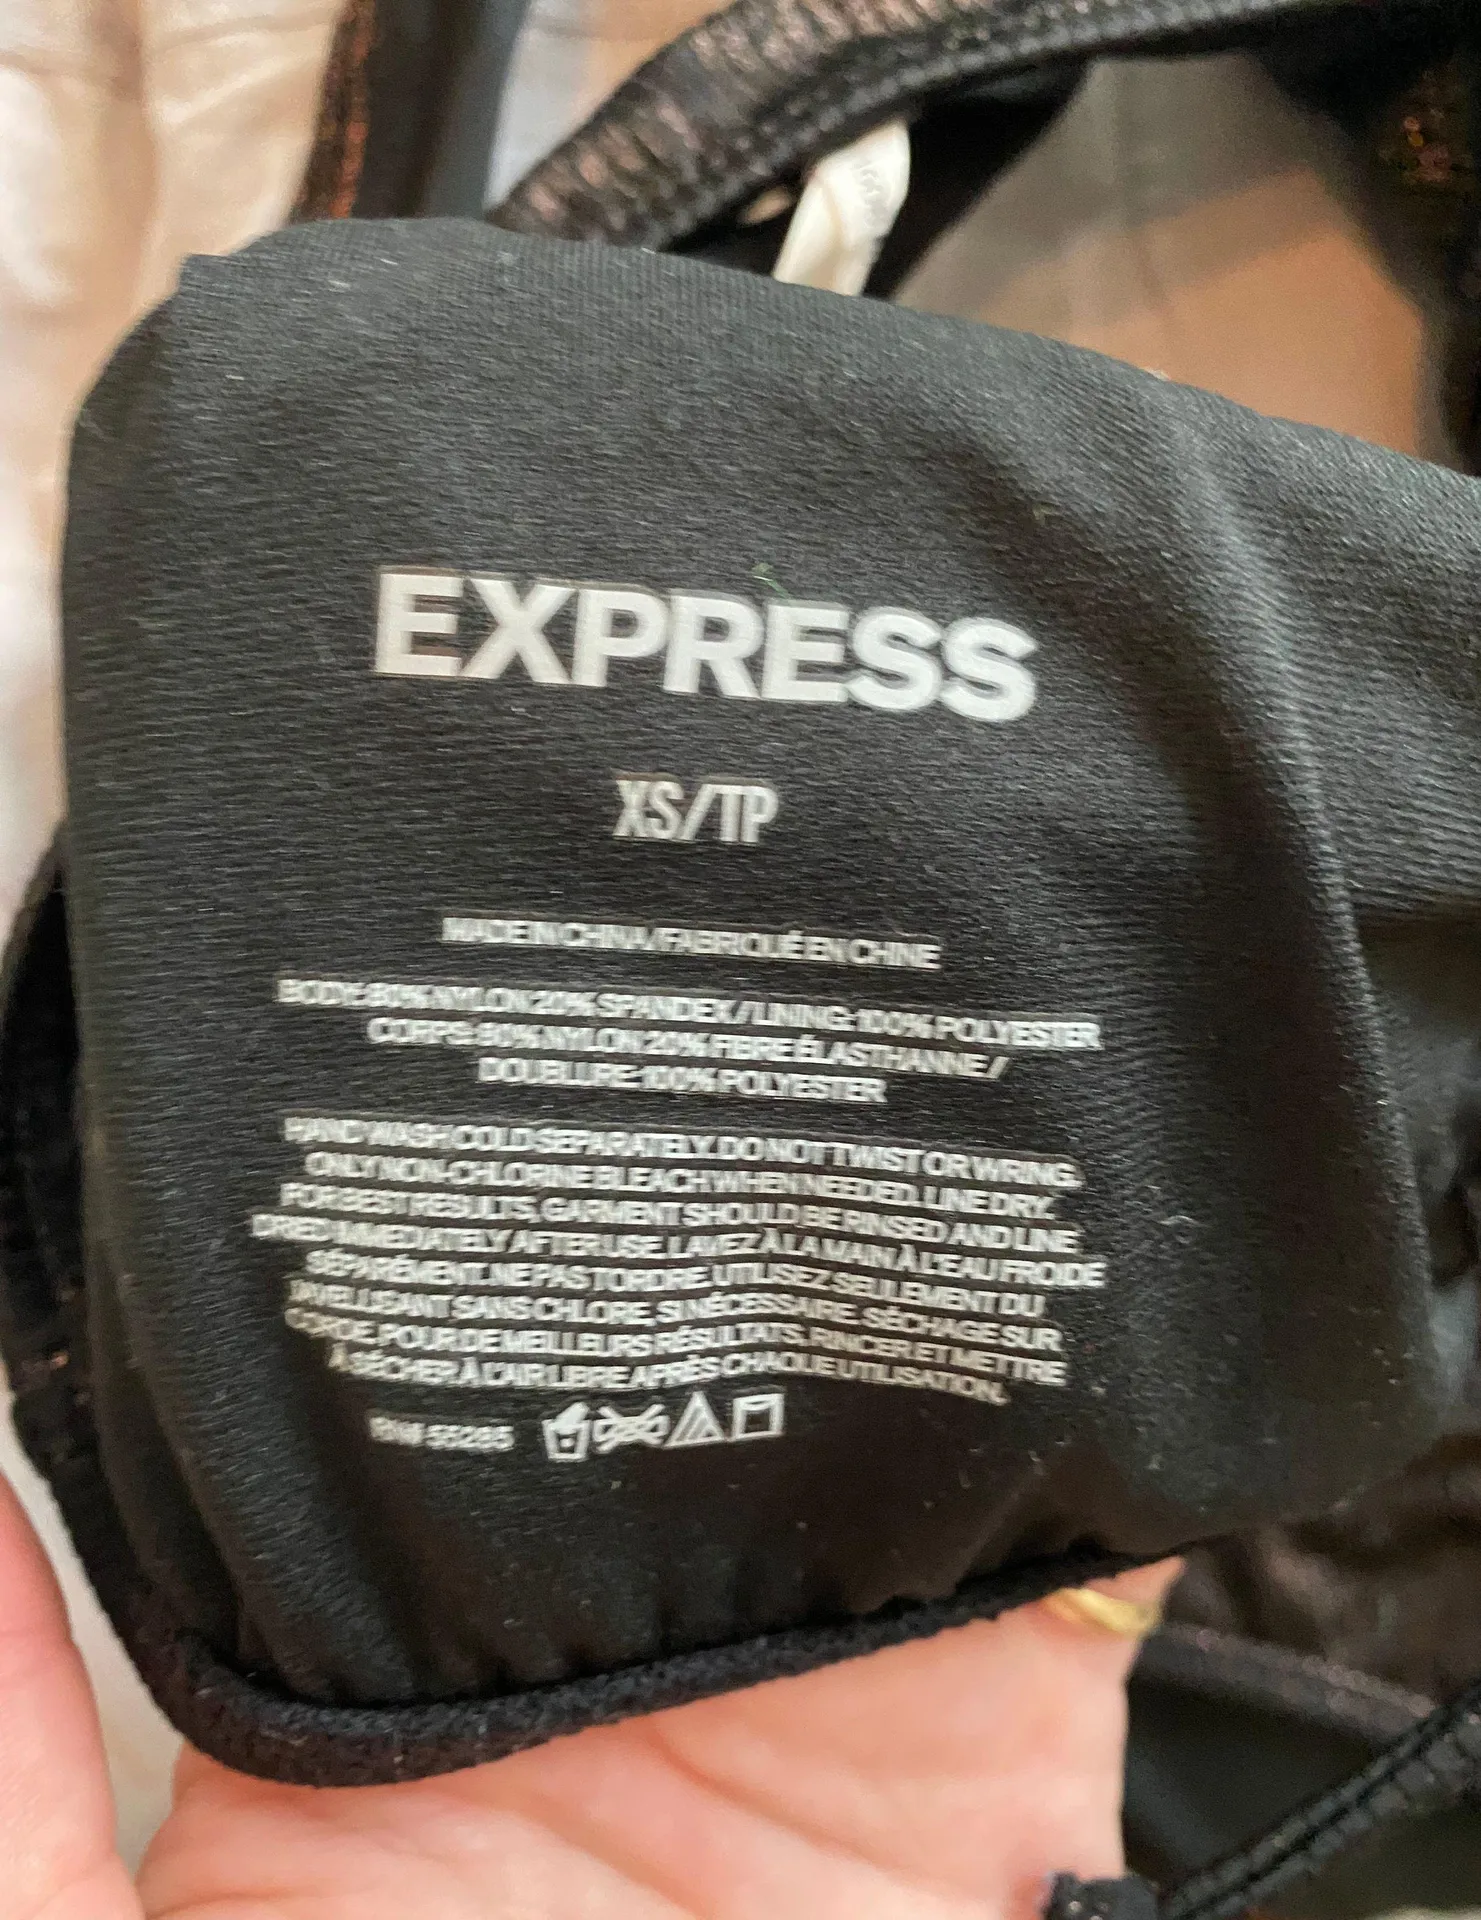 EXPRESS
XS/TP
MADE IN CHINA/FABRIQUÉ EN CHINE
BODY: 80% NYLON 20% SPANDEX/LINING: 100% POLYESTER
CORPS: 80% NYLON 20% FIBRE ÉLASTHANNE/
DOUBLURE: 100% POLYESTER
HAND WASH COLD SEPARATELY. DO NOT TWIST OR WRING.
ONLY NON-CHLORINE BLEACH WHEN NEEDED. LINE DRY.
FOR BEST RESULTS, GARMENT SHOULD BE RINSED AND LINE
DRIED IMMEDIATELY AFTER USE. LAVEZ À LA MAIN À L'EAU FROIDE
SÉPARÉMENT. NE PAS TORDRE. UTILISEZ SEULEMENT DU
JAVELLISANT SANS CHLORE, SI NÉCESSAIRE. SÉCHAGE SUR
CORDE. POUR DE MEILLEURS RÉSULTATS, RINCER ET METTRE
À SÉCHER À L'AIR LIBRE APRÈS CHAQUE UTILISATION.
RN# 55285